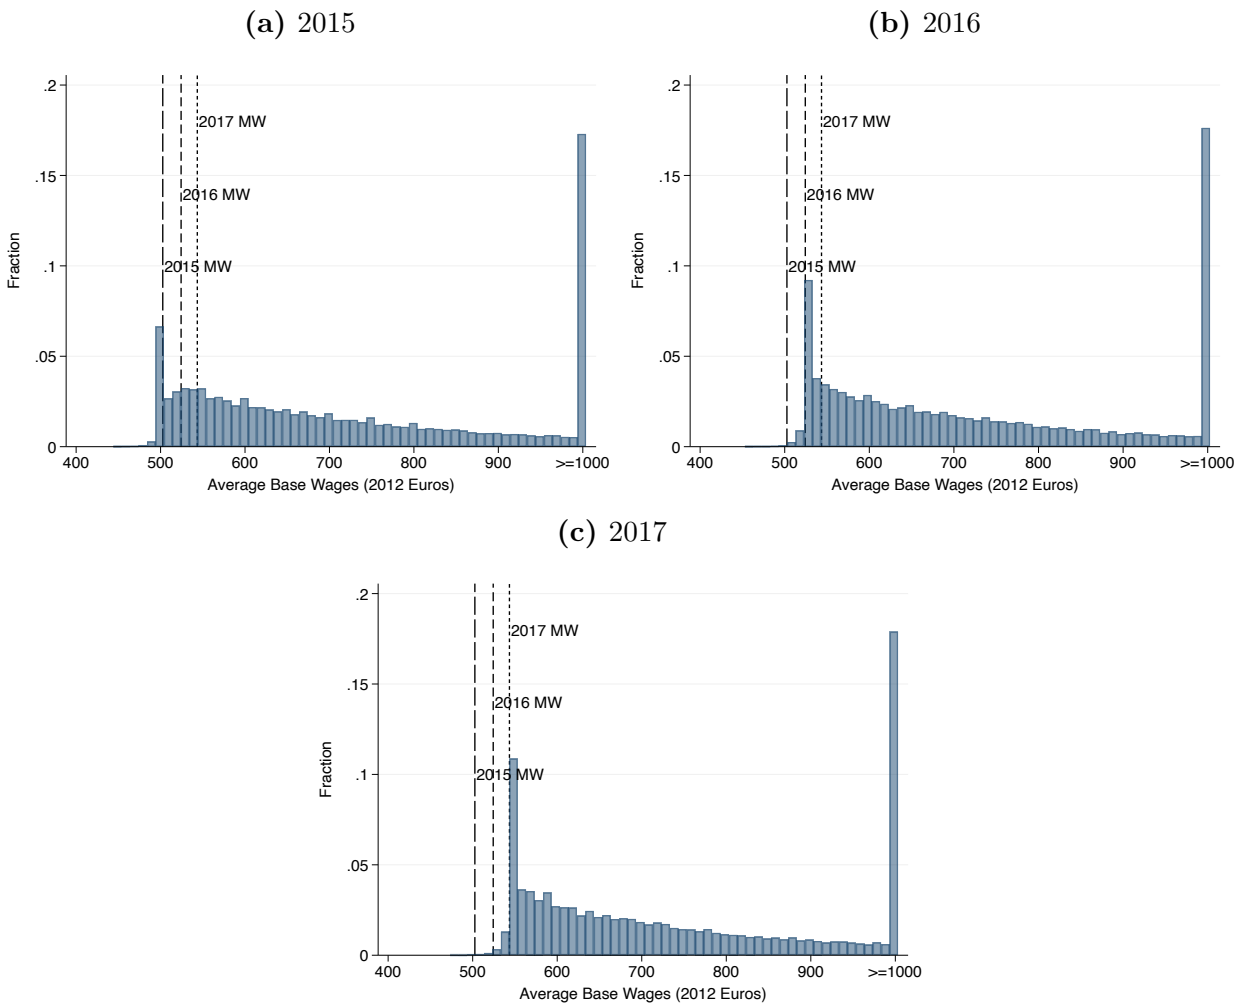 (a) 2015
.2
.15
.1
.05
0
Fraction
2017 MW
2016 MW
2015 MW
400 500 600 700 800 900 >=1000
Average Base Wages (2012 Euros)
(b) 2016
.2
.15
.1
.05
0
Fraction
2017 MW
2016 MW
2015 MW
400 500 600 700 800 900 >=1000
Average Base Wages (2012 Euros)
(c) 2017
.2
.15
.1
.05
0
Fraction
2017 MW
2016 MW
2015 MW
400 500 600 700 800 900 >=1000
Average Base Wages (2012 Euros)